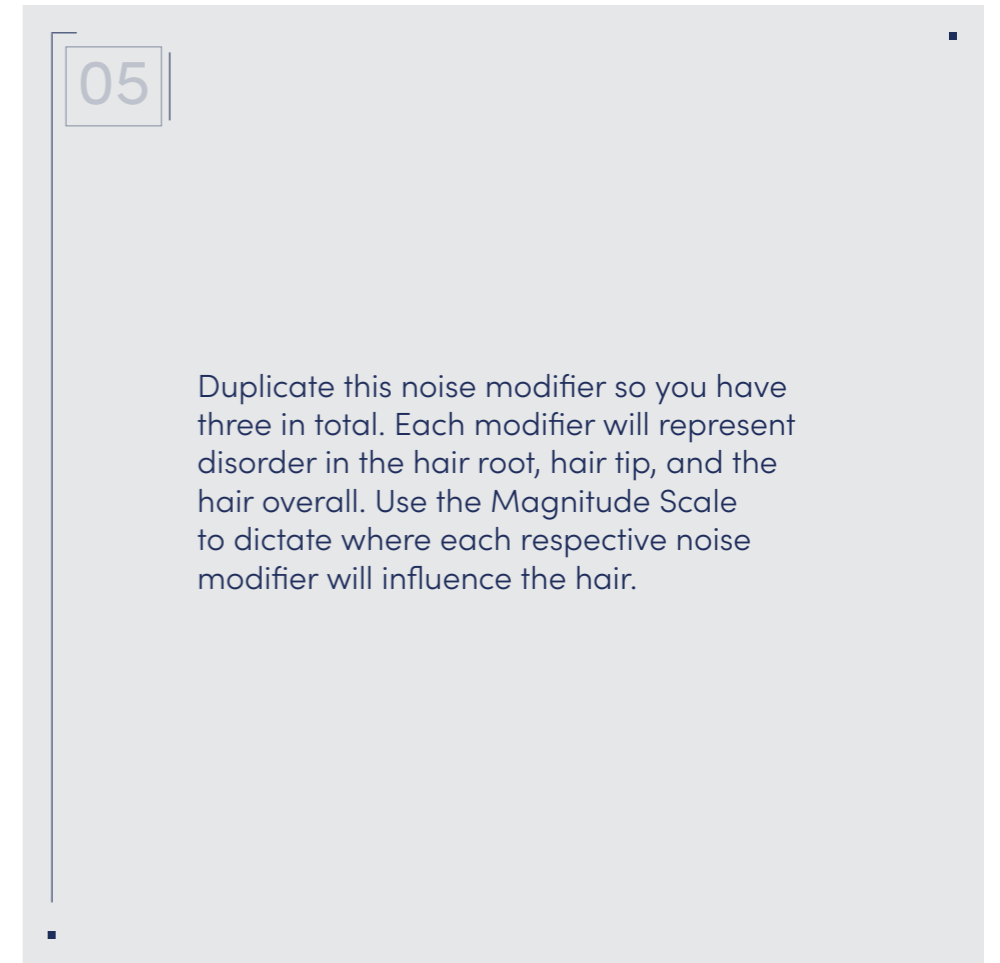 05
Duplicate this noise modifier so you have
three in total. Each modifier will represent
disorder in the hair root, hair tip, and the
hair overall. Use the Magnitude Scale
to dictate where each respective noise
modifier will influence the hair.